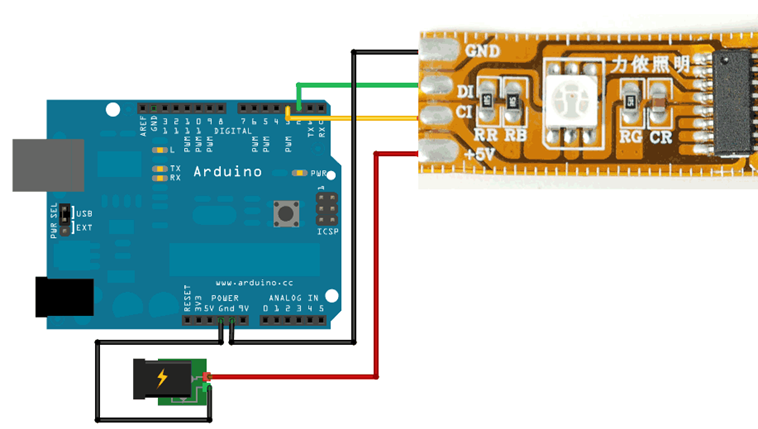 GND
力侬照明
DI
CI
RR
RB
RG
CR
+5V
AREF
GND
13
12
11
10
9
8
7
6
5
4
3
2
TX
RX
PWM
PWM
PWM
PWM
PWM
PWM
DIGITAL
L
TX
RX
Arduino
PWR
1
PWR SEL
USB
EXT
ICSP
www.arduino.cc
POWER
ANALOG IN
RESET
3V3
5V
Gnd
9V
0
1
2
3
4
5